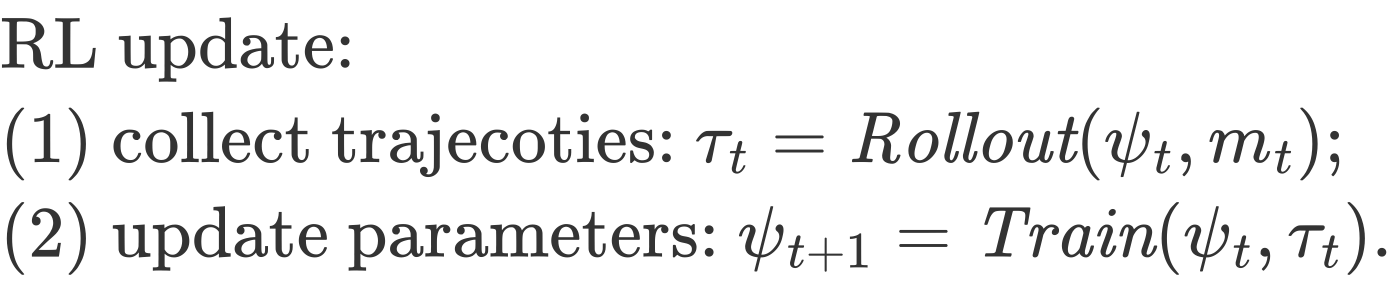 RL update:
(1) collect trajecoties: τ_t = Rollout(ψ_t, m_t);
(2) update parameters: ψ_{t+1} = Train(ψ_t, τ_t).